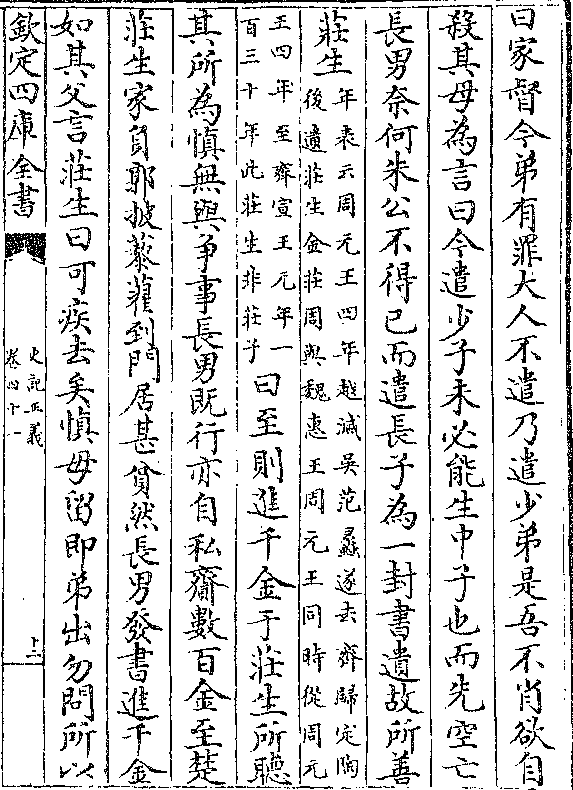 曰家督今弟有罪大人不遣乃遣少弟是吾不肖欲自
殺其母為言曰今遣少子未必能生中子也而先空亡
長男奈何朱公不得已而遣長子為一封書遺故所善
莊生
年表云周元王四年越滅吳范蠡遂去齊歸定陶
後遺莊生金莊周與魏惠王周元王同時從周元
王四年至齊宣王元年一
百三十年此莊生非莊子
曰至則進千金于莊生所聽
其所為慎無與爭事長男既行亦自私齎數百金至楚
莊生家負郭披藜藋到門居甚貧然長男發書進千金
如其父言莊生曰可疾去矣慎毋留即弟出勿問所以
欽定四庫全書
史記正義
卷四十一
十二